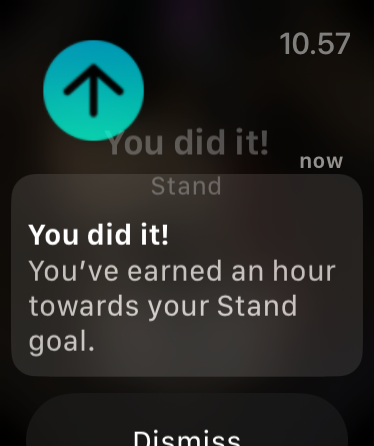 10.57
You did it!
now
Stand
You did it!
You’ve earned an hour
towards your Stand
goal.
Dismiss